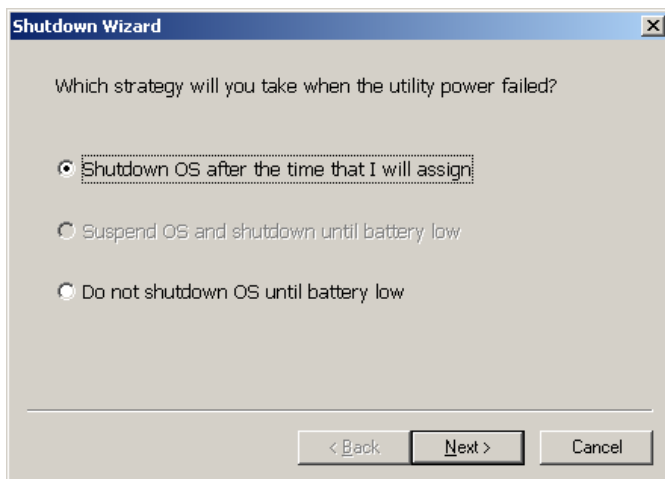 Shutdown Wizard
Which strategy will you take when the utility power failed?
Shutdown OS after the time that I will assign
Suspend OS and shutdown until battery low
Do not shutdown OS until battery low
< Back Next > Cancel